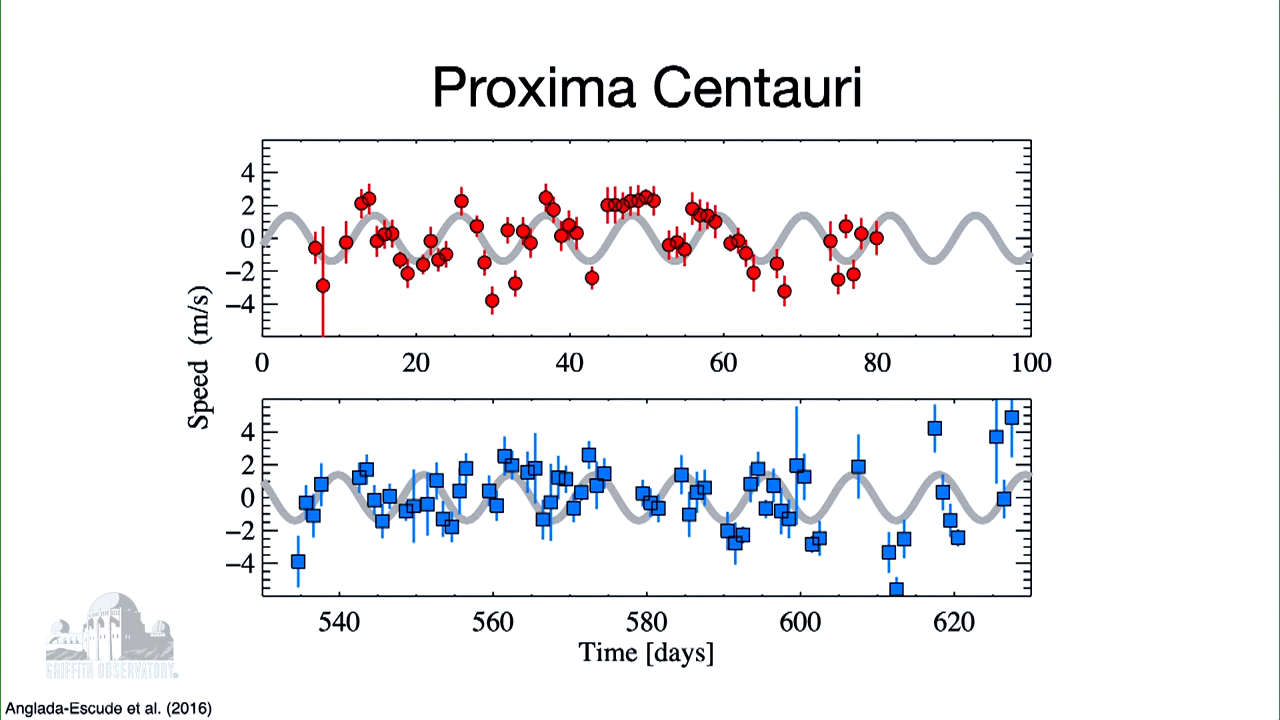 Proxima Centauri
4
2
0
−2
−4
0 20 40 60 80 100
Speed (m/s)
4
2
0
−2
−4
540 560 580 600 620
Time [days]
GRIFFITH OBSERVATORY
Anglada-Escude et al. (2016)